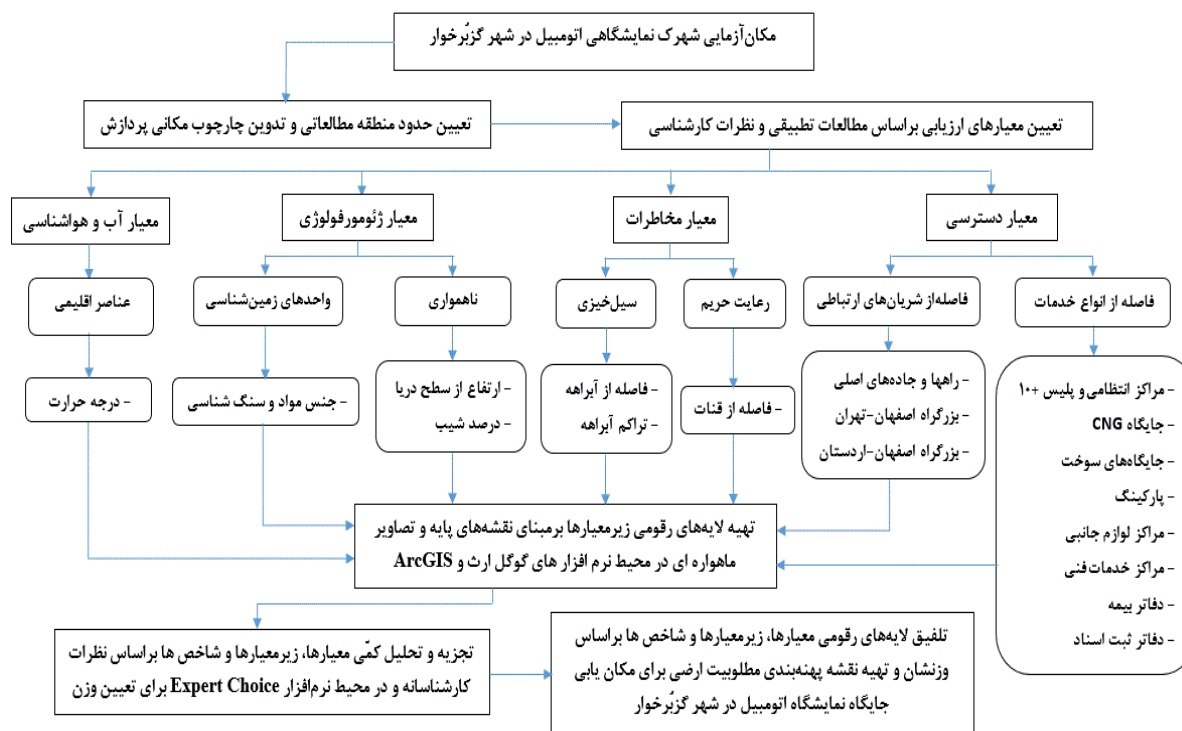 مکان‌آزمایی شهرک نمایشگاهی اتومبیل در شهر گزبُرخوار
تعیین معیارهای ارزیابی براساس مطالعات تطبیقی و نظرات کارشناسی
تعیین حدود منطقه مطالعاتی و تدوین چارچوب مکانی پردازش
معیار دسترسی
معیار مخاطرات
معیار ژئومورفولوژی
معیار آب و هواشناسی
فاصله از انواع خدمات
فاصله‌از شریان‌های ارتباطی
رعایت حریم
سیل‌خیزی
ناهمواری
واحدهای زمین‌شناسی
عناصر اقلیمی
- مراکز انتظامی و پلیس +۱۰
- جایگاه CNG
- جایگاه‌های سوخت
- پارکینگ
- مراکز لوازم جانبی
- مراکز خدمات‌فنی
- دفاتر بیمه
- دفاتر ثبت اسناد
- راهها و جاده‌های اصلی
- بزرگراه اصفهان-تهران
- بزرگراه اصفهان-اردستان
- فاصله از قنات
- فاصله از آبراهه
- تراکم آبراهه
- ارتفاع از سطح دریا
- درصد شیب
- جنس مواد و سنگ شناسی
- درجه حرارت
تهیه لایه‌های رقومی زیرمعیارها برمبنای نقشه‌های پایه و تصاویر
ماهواره ای در محیط نرم افزار های گوگل ارث و ArcGIS
تجزیه و تحلیل کمّی معیارها، زیرمعیارها و شاخص ها براساس نظرات
کارشناسانه و در محیط نرم‌افزار Expert Choice برای تعیین وزن
تلفیق لایه‌های رقومی معیارها، زیرمعیارها و شاخص ها براساس
وزنشان و تهیه نقشه پهنه‌بندی مطلوبیت ارضی برای مکان یابی
جایگاه نمایشگاه اتومبیل در شهر گزبُرخوار